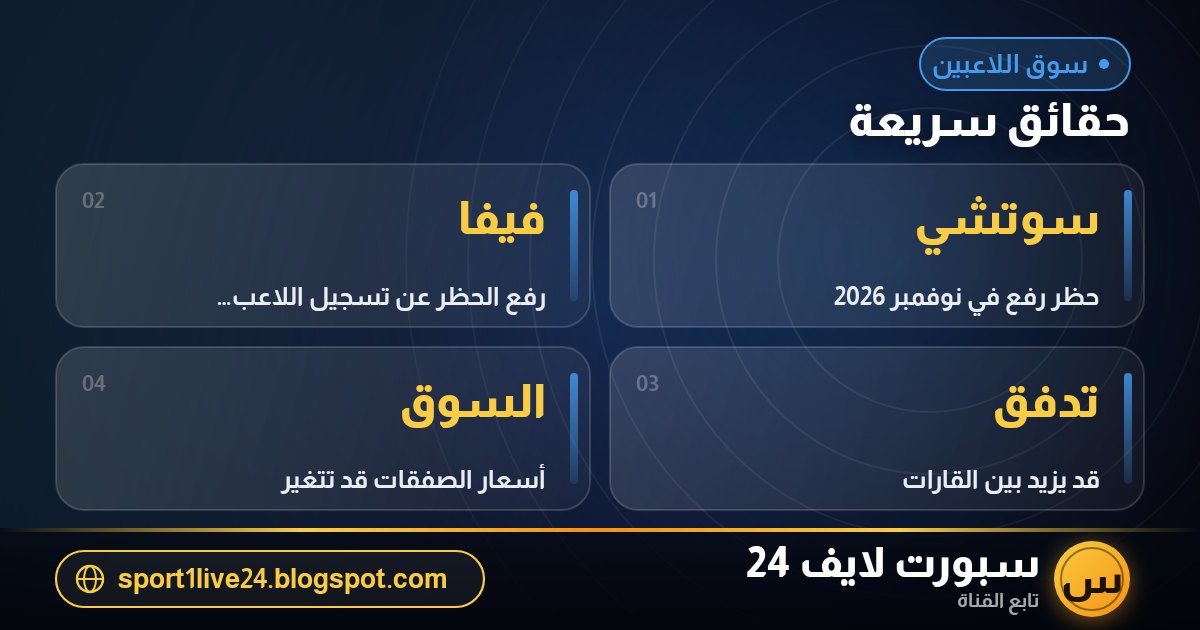 سوق اللاعبين
حقائق سريعة
01
سوتشي
حظر رفع في نوفمبر 2026
02
فيفا
رفع الحظر عن تسجيل اللاعب...
03
تدفق
قد يزيد بين القارات
04
السوق
أسعار الصفقات قد تتغير
س
سبورت لايف 24
تابع القناة
sport1live24.blogspot.com